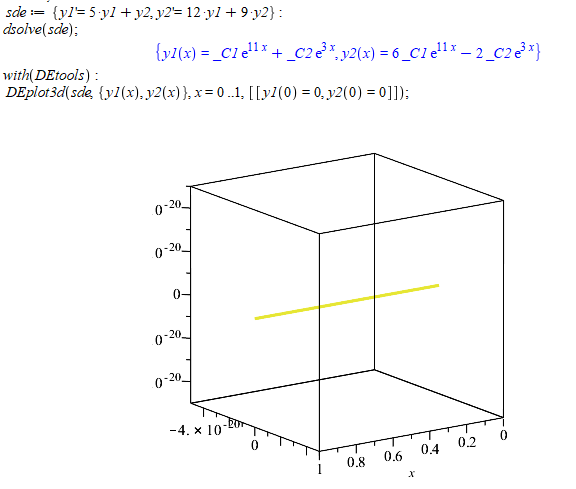 sde := {y1'= 5·y1 + y2, y2'= 12·y1 + 9·y2} :
dsolve(sde);
{y1(x) = _C1 e^{11 x} + _C2 e^{3 x}, y2(x) = 6 _C1 e^{11 x} − 2 _C2 e^{3 x}}
with(DEtools) :
DEplot3d(sde, {y1(x), y2(x)}, x = 0 ..1, [[y1(0) = 0, y2(0) = 0]]);
0^{-20}
0^{-20}
0
0^{-20}
0^{-20}
−4. × 10^{-20}
0
1
0.8
0.6
0.4
0.2
0
x